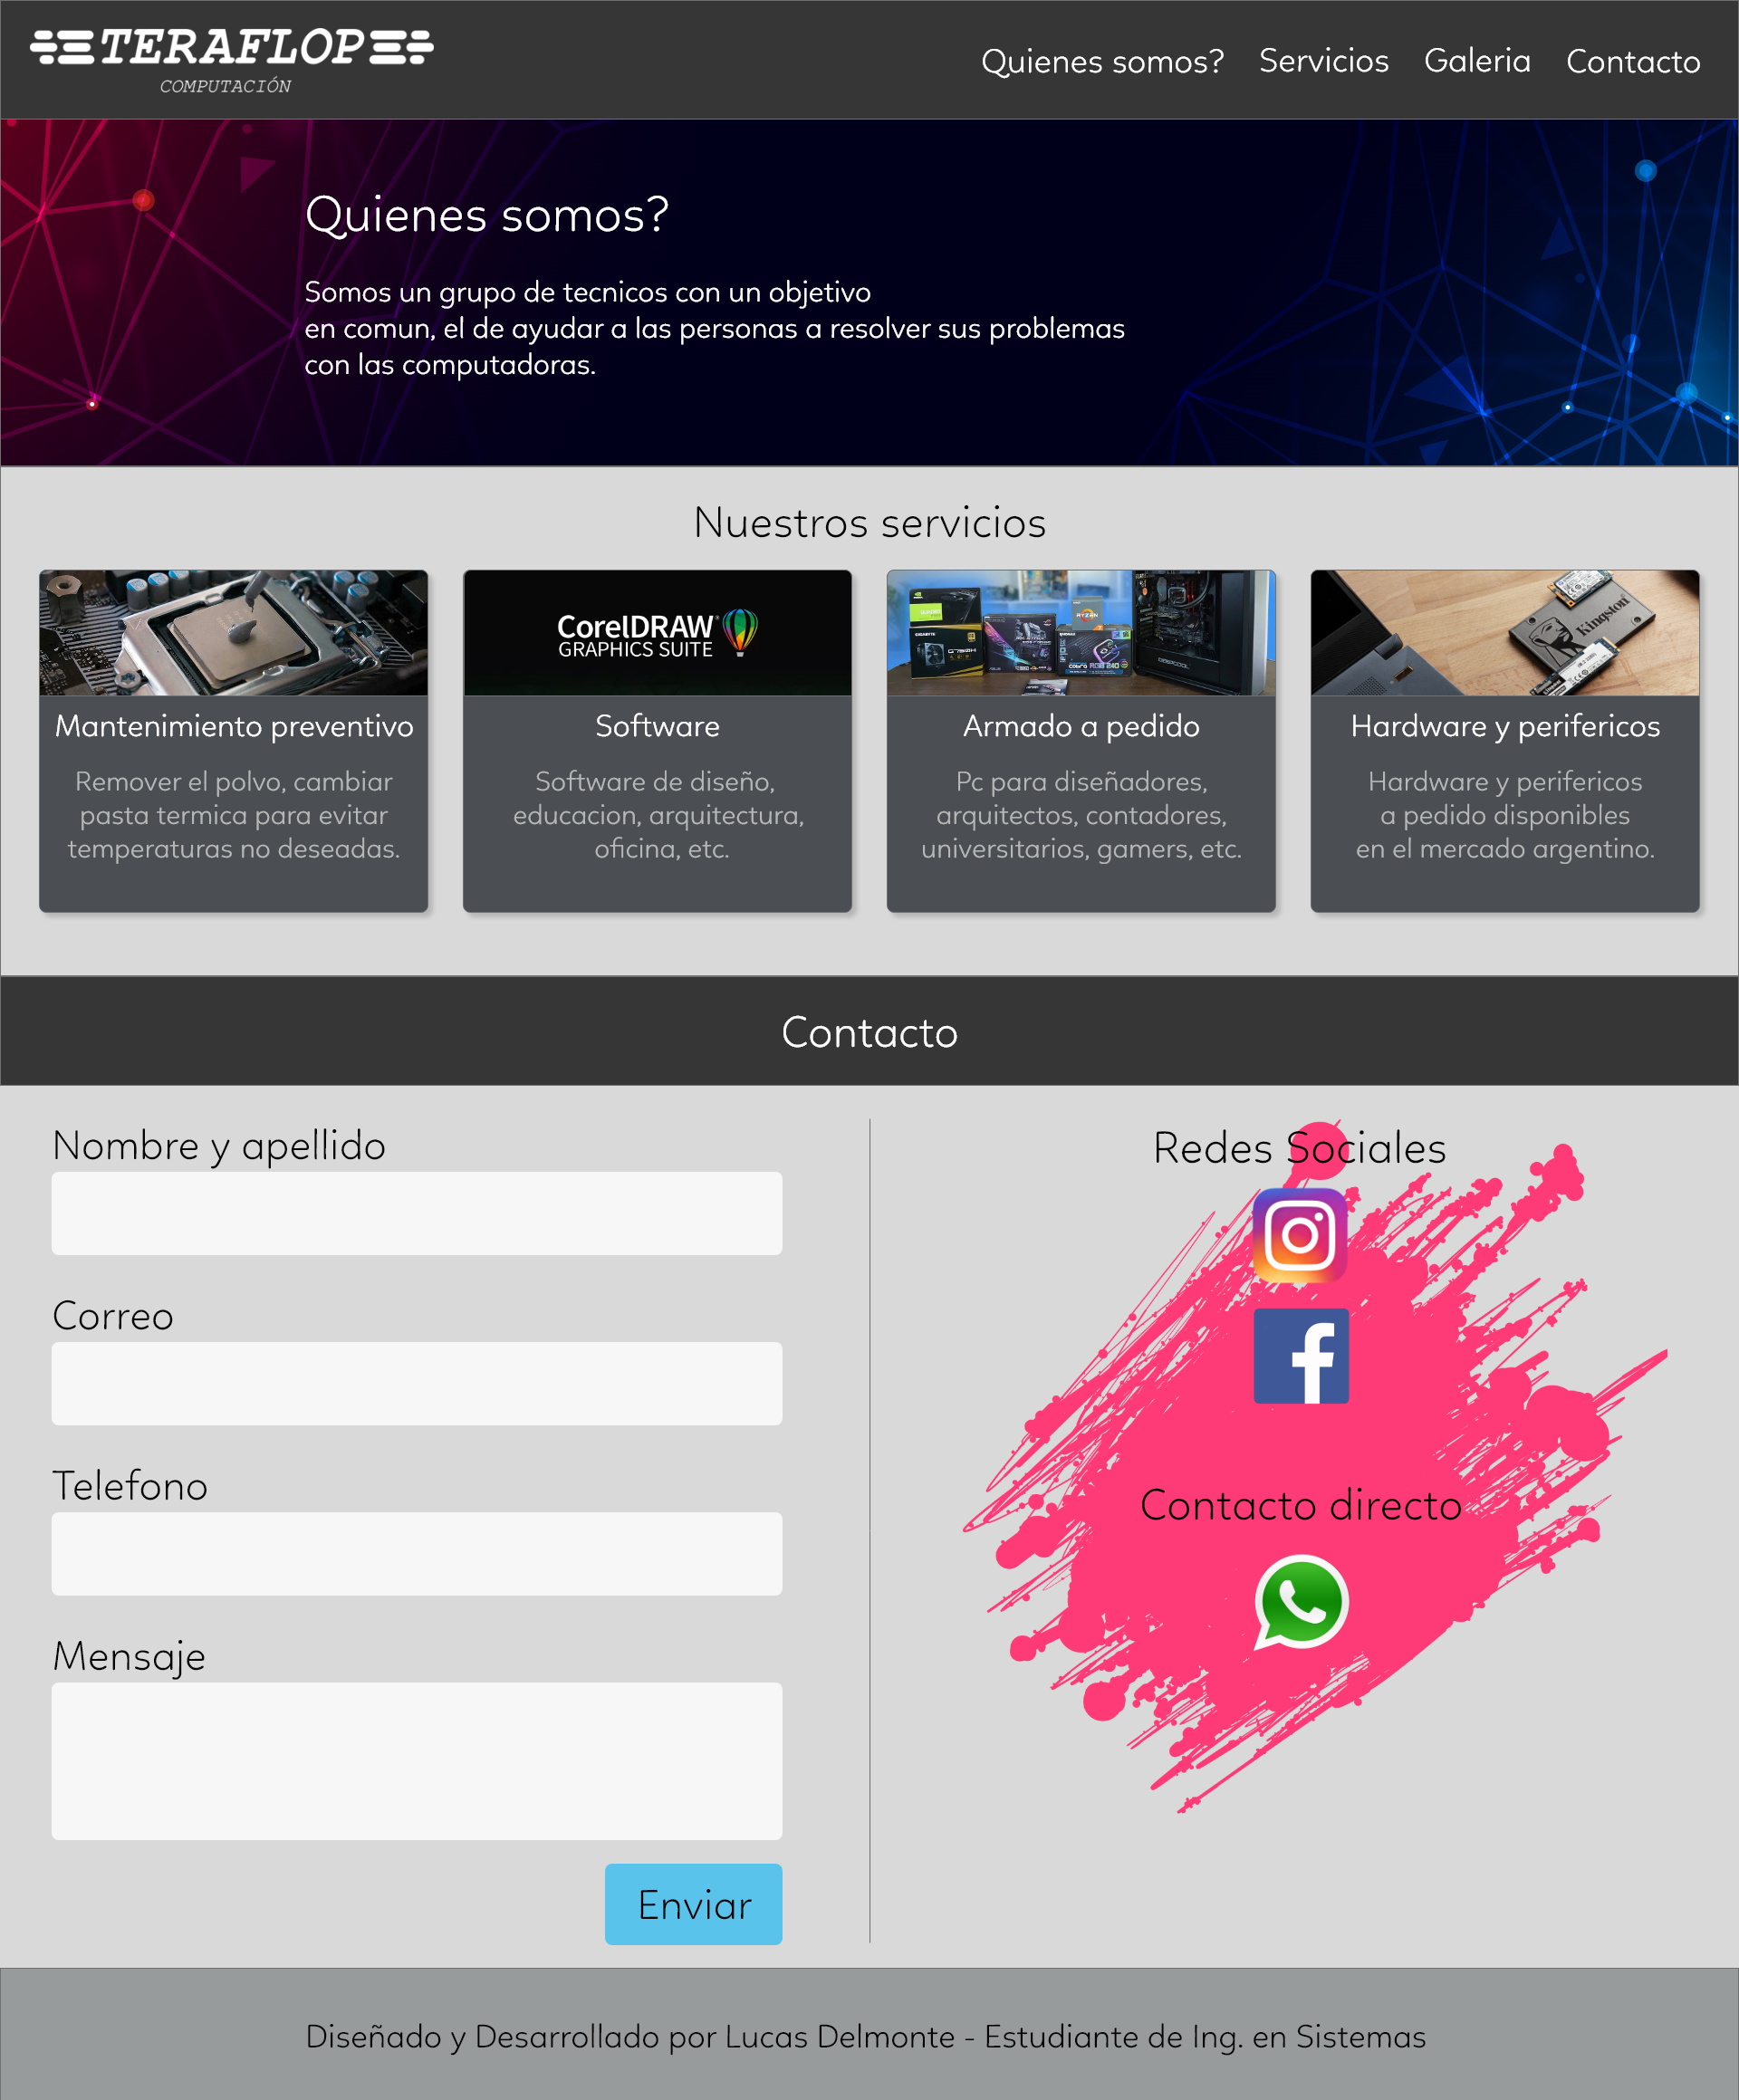 TERAFLOP
COMPUTACIÓN
Quienes somos? Servicios Galeria Contacto
Quienes somos?
Somos un grupo de tecnicos con un objetivo
en comun, el de ayudar a las personas a resolver sus problemas
con las computadoras.
Nuestros servicios
CorelDRAW
GRAPHICS SUITE
RYZEN
GIGABYTE
DEEPCOOL
Kingston
Mantenimiento preventivo
Remover el polvo, cambiar
pasta termica para evitar
temperaturas no deseadas.
Software
Software de diseño,
educacion, arquitectura,
oficina, etc.
Armado a pedido
Pc para diseñadores,
arquitectos, contadores,
universitarios, gamers, etc.
Hardware y perifericos
Hardware y perifericos
a pedido disponibles
en el mercado argentino.
Contacto
Nombre y apellido
Correo
Telefono
Mensaje
Enviar
Redes Sociales
Contacto directo
Diseñado y Desarrollado por Lucas Delmonte - Estudiante de Ing. en Sistemas